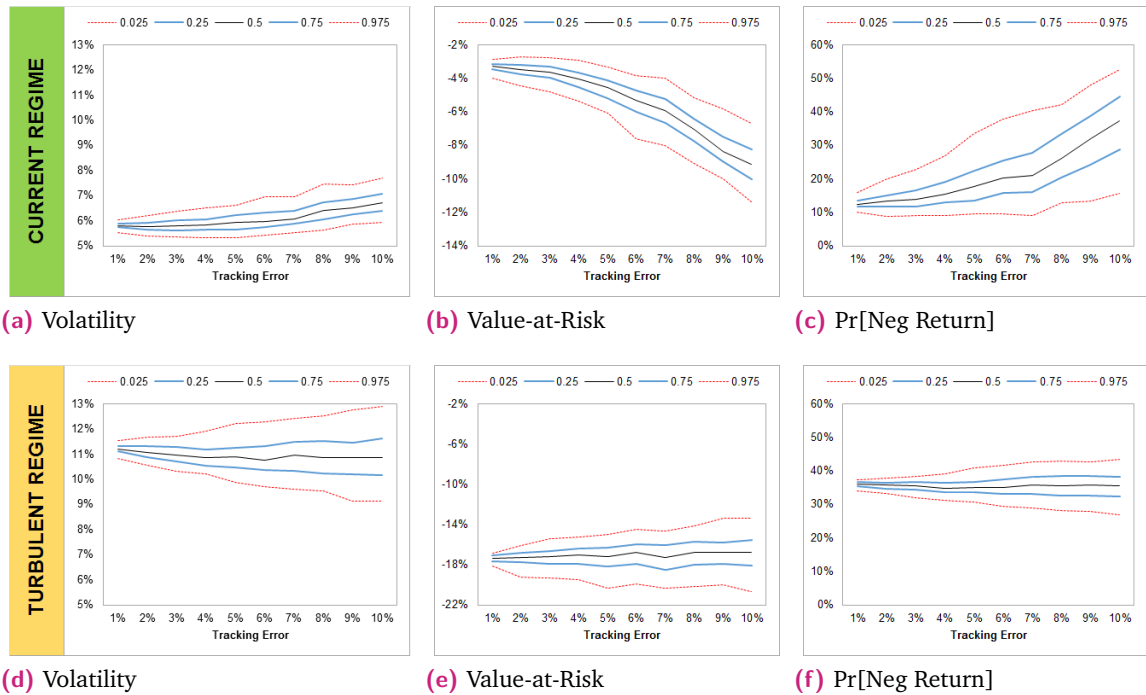 CURRENT REGIME
0.025 0.25 0.5 0.75 0.975
13%
12%
11%
10%
9%
8%
7%
6%
5%
1% 2% 3% 4% 5% 6% 7% 8% 9% 10%
Tracking Error
(a) Volatility
0.025 0.25 0.5 0.75 0.975
-2%
-4%
-6%
-8%
-10%
-12%
-14%
1% 2% 3% 4% 5% 6% 7% 8% 9% 10%
Tracking Error
(b) Value-at-Risk
0.025 0.25 0.5 0.75 0.975
60%
50%
40%
30%
20%
10%
0%
1% 2% 3% 4% 5% 6% 7% 8% 9% 10%
Tracking Error
(c) Pr[Neg Return]
TURBULENT REGIME
0.025 0.25 0.5 0.75 0.975
13%
12%
11%
10%
9%
8%
7%
6%
5%
1% 2% 3% 4% 5% 6% 7% 8% 9% 10%
Tracking Error
(d) Volatility
0.025 0.25 0.5 0.75 0.975
-2%
-6%
-10%
-14%
-18%
-22%
1% 2% 3% 4% 5% 6% 7% 8% 9% 10%
Tracking Error
(e) Value-at-Risk
0.025 0.25 0.5 0.75 0.975
60%
50%
40%
30%
20%
10%
0%
1% 2% 3% 4% 5% 6% 7% 8% 9% 10%
Tracking Error
(f) Pr[Neg Return]